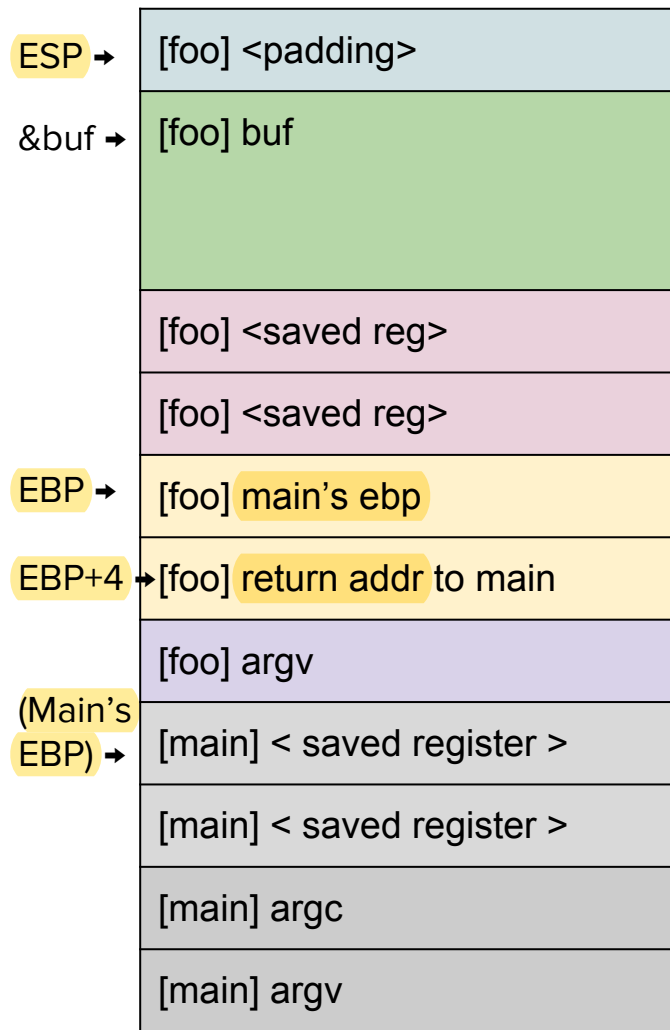 ESP → [foo] <padding>
&buf → [foo] buf
[foo] <saved reg>
[foo] <saved reg>
EBP → [foo] main's ebp
EBP+4 → [foo] return addr to main
[foo] argv
(Main's
EBP) → [main] < saved register >
[main] < saved register >
[main] argc
[main] argv